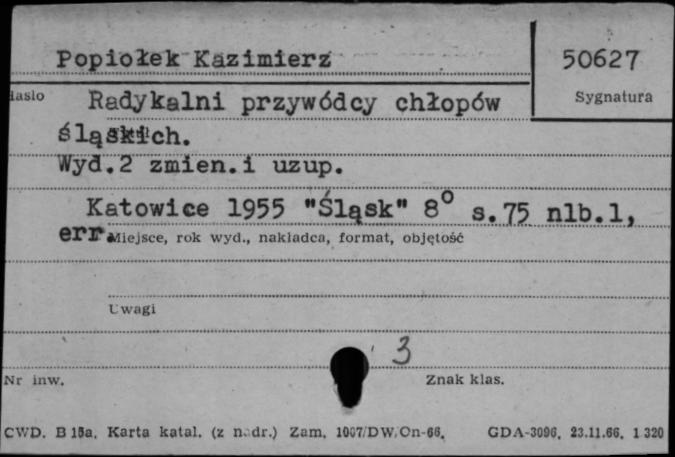 Popiołek Kazimierz
50627
Hasło
Sygnatura
Radykalni przywódcy chłopów
śląskich.
Wyd.2 zmien.i uzup.
Katowice 1955 "Śląsk" 8° s.75 nlb.1,
err.
Miejsce, rok wyd., nakładca, format, objętość
Uwagi
3
Nr inw.
Znak klas.
CWD. B 15a. Karta katal. (z nadr.) Zam. 1007/DW/On-66. GDA-3096. 23.11.66. 1 320